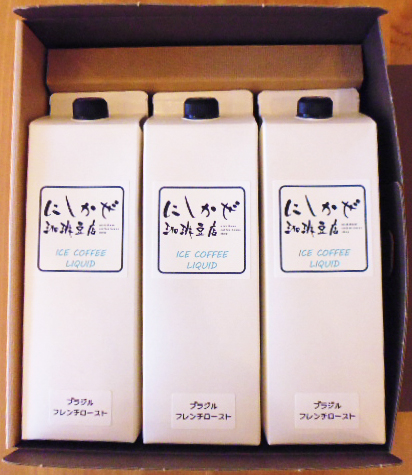 にしかぜ
珈琲豆店
ICE COFFEE
LIQUID
ブラジル
フレンチロースト
にしかぜ
珈琲豆店
ICE COFFEE
LIQUID
ブラジル
フレンチロースト
にしかぜ
珈琲豆店
ICE COFFEE
LIQUID
ブラジル
フレンチロースト